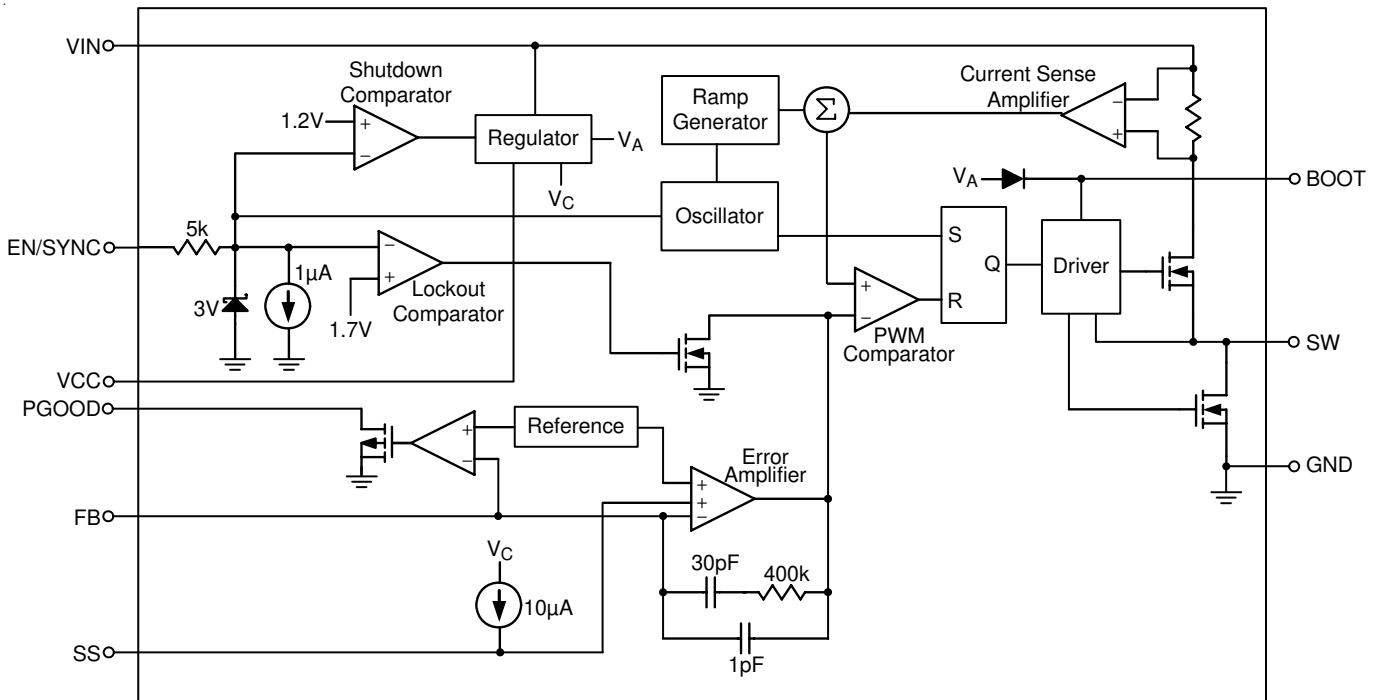 VIN
Shutdown
Comparator
1.2V
+
−
Regulator
VA
VC
Ramp
Generator
Σ
Current Sense
Amplifier
−
+
VA
BOOT
Oscillator
EN/SYNC
5k
1µA
3V
−
+
1.7V
Lockout
Comparator
S
Q
R
Driver
+
−
PWM
Comparator
SW
VCC
PGOOD
+
−
Reference
Error
Amplifier
+
+
−
GND
FB
VC
10µA
30pF
400k
1pF
SS